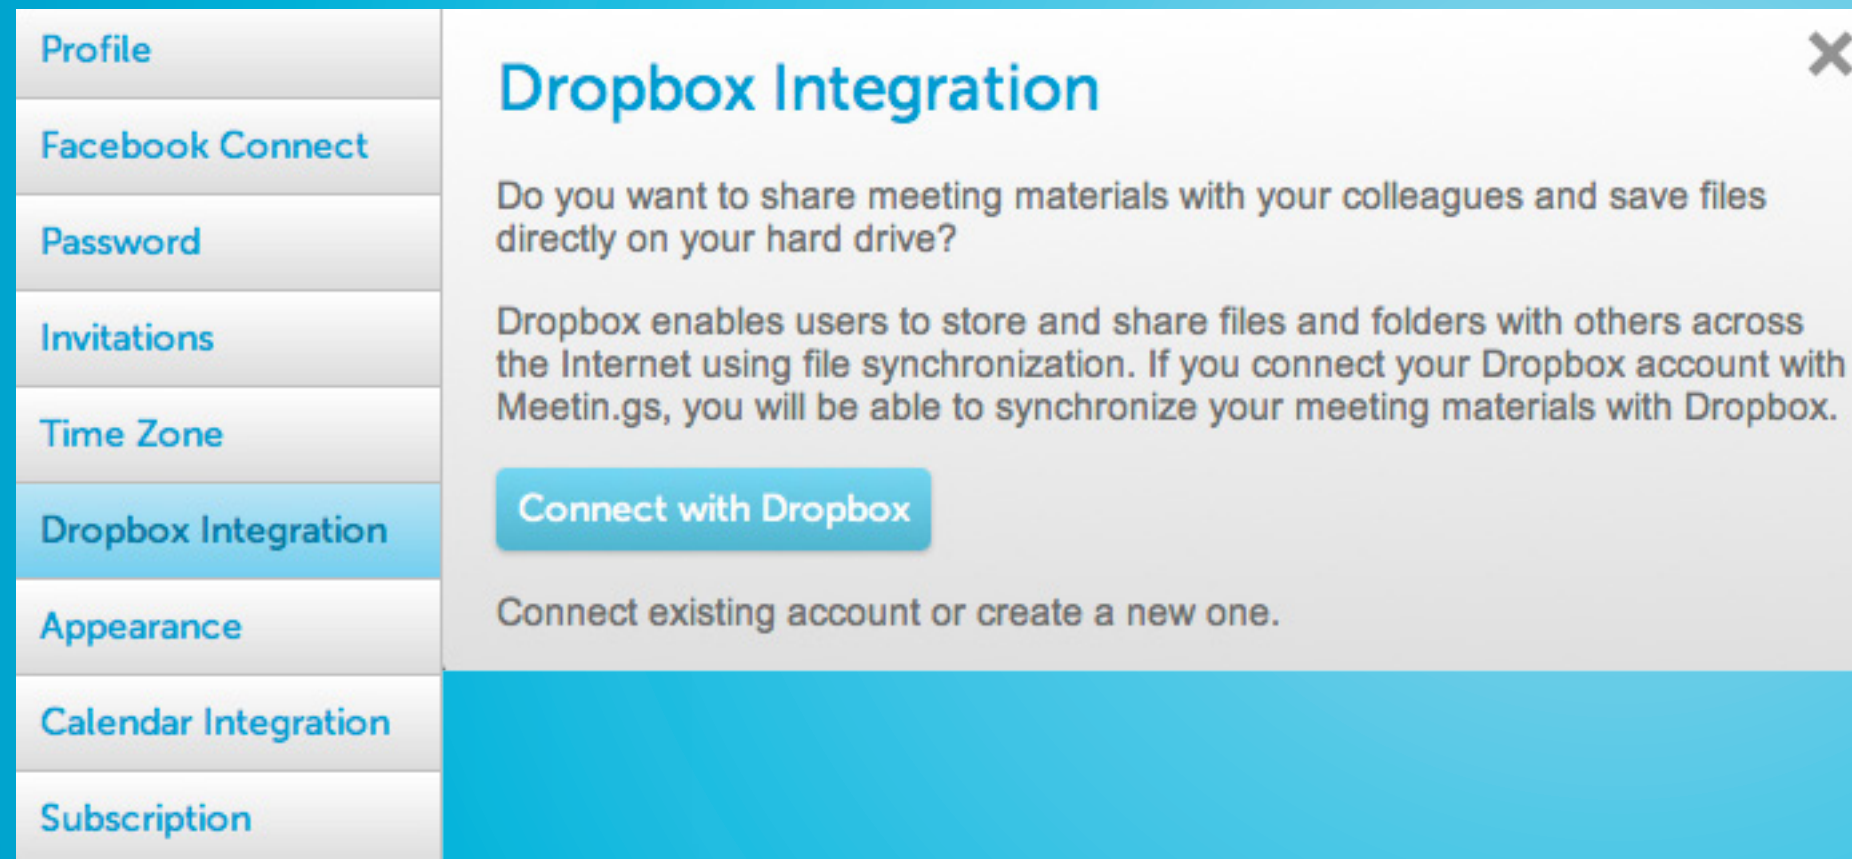 Profile
Facebook Connect
Password
Invitations
Time Zone
Dropbox Integration
Appearance
Calendar Integration
Subscription
Dropbox Integration
Do you want to share meeting materials with your colleagues and save files
directly on your hard drive?
Dropbox enables users to store and share files and folders with others across
the Internet using file synchronization. If you connect your Dropbox account with
Meetin.gs, you will be able to synchronize your meeting materials with Dropbox.
Connect with Dropbox
Connect existing account or create a new one.